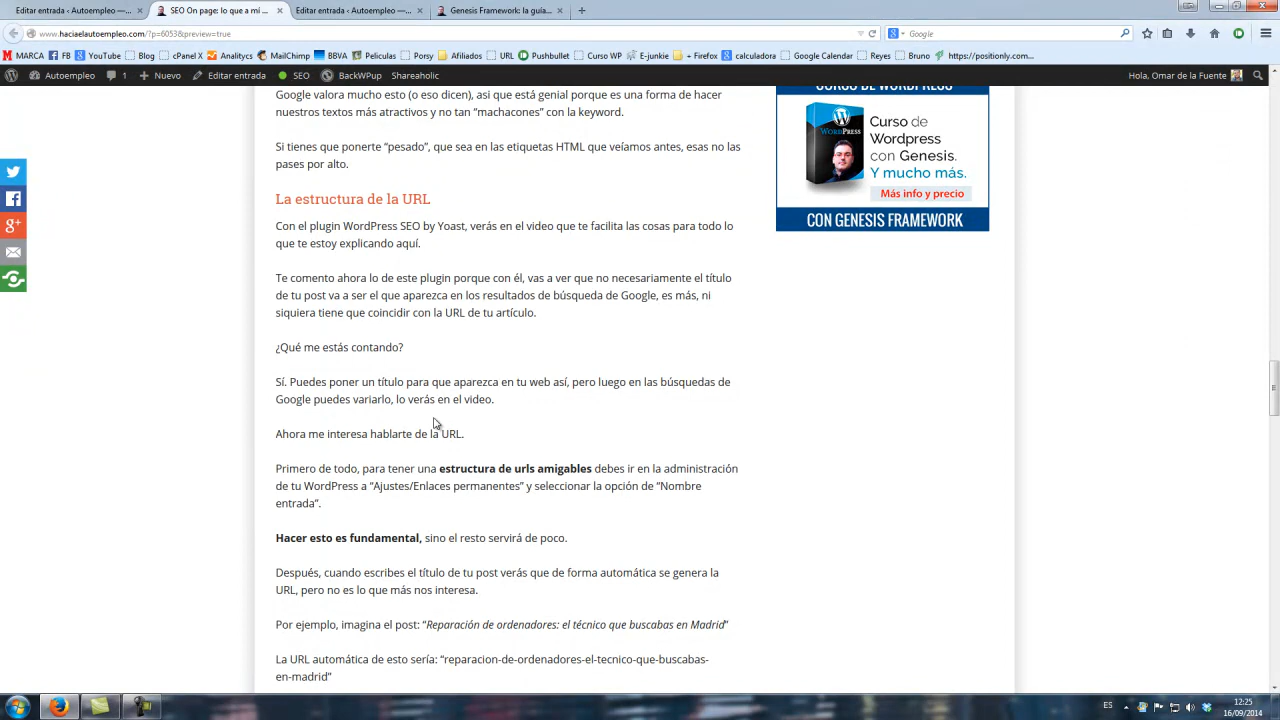 Editar entrada ‹ Autoempleo —...
SEO On page: lo que a mí ...
Editar entrada ‹ Autoempleo —...
Genesis Framework: la guía...
www.haciaelautoempleo.com/?p=6053&preview=true
Google
MARCA FB YouTube Blog cPanel X Analitycs MailChimp BBVA Peliculas Porsy Afiliados URL Pushbullet Curso WP E-junkie + Firefox calculadora Google Calendar Reyes Bruno https://positionly.com...
Autoempleo 1 Nuevo Editar entrada SEO BackWPup Shareaholic Hola, Omar de la Fuente
Google valora mucho esto (o eso dicen), asi que está genial porque es una forma de hacer
nuestros textos más atractivos y no tan “machacones” con la keyword.
Si tienes que ponerte “pesado”, que sea en las etiquetas HTML que veíamos antes, esas no las
pases por alto.
La estructura de la URL
Con el plugin WordPress SEO by Yoast, verás en el video que te facilita las cosas para todo lo
que te estoy explicando aquí.
Te comento ahora lo de este plugin porque con él, vas a ver que no necesariamente el título
de tu post va a ser el que aparezca en los resultados de búsqueda de Google, es más, ni
siquiera tiene que coincidir con la URL de tu artículo.
¿Qué me estás contando?
Sí. Puedes poner un título para que aparezca en tu web así, pero luego en las búsquedas de
Google puedes variarlo, lo verás en el video.
Ahora me interesa hablarte de la URL.
Primero de todo, para tener una estructura de urls amigables debes ir en la administración
de tu WordPress a “Ajustes/Enlaces permanentes” y seleccionar la opción de “Nombre
entrada”.
Hacer esto es fundamental, sino el resto servirá de poco.
Después, cuando escribes el título de tu post verás que de forma automática se genera la
URL, pero no es lo que más nos interesa.
Por ejemplo, imagina el post: “Reparación de ordenadores: el técnico que buscabas en Madrid”
La URL automática de esto sería: “reparacion-de-ordenadores-el-tecnico-que-buscabas-
en-madrid”
CURSO DE WORDPRESS
WORDPRESS
Curso de
Wordpress
con Genesis.
Y mucho más.
Más info y precio
CON GENESIS FRAMEWORK
ES
12:25
16/09/2014